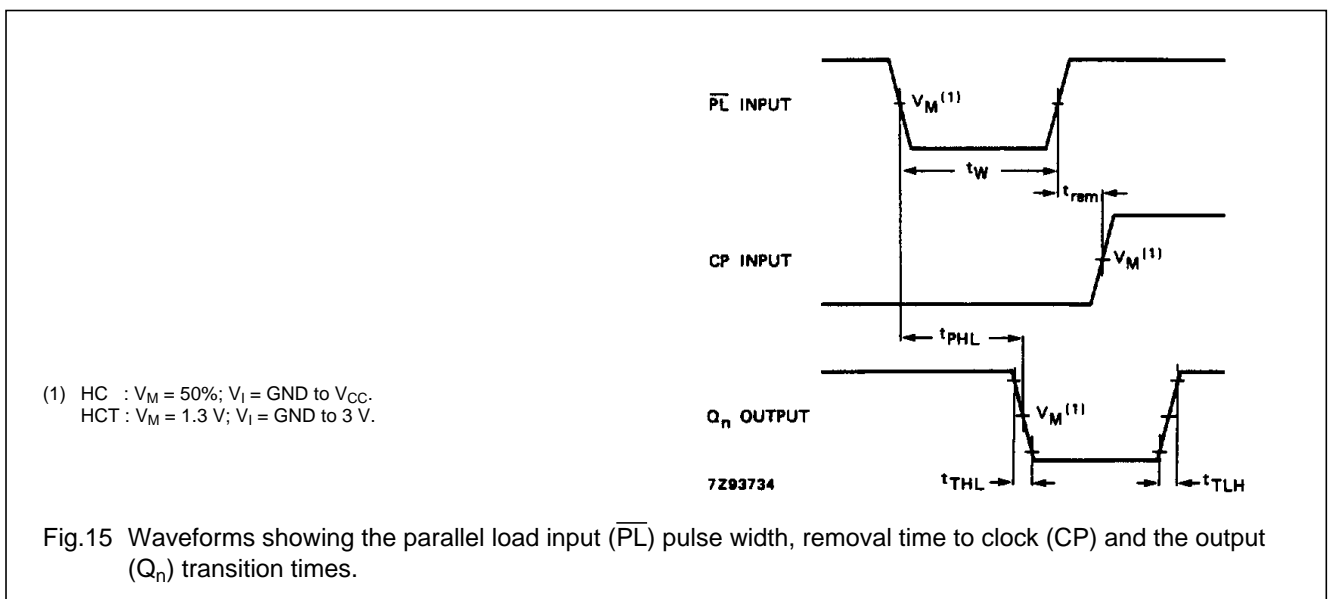 P̅L̅ INPUT
V_M(1)
t_W
t_rem
CP INPUT
V_M(1)
t_PHL
(1) HC : V_M = 50%; V_I = GND to V_CC.
HCT : V_M = 1.3 V; V_I = GND to 3 V.
Q_n OUTPUT
V_M(1)
7Z93734
t_THL
t_TLH
Fig.15 Waveforms showing the parallel load input (P̅L̅) pulse width, removal time to clock (CP) and the output
(Q_n) transition times.